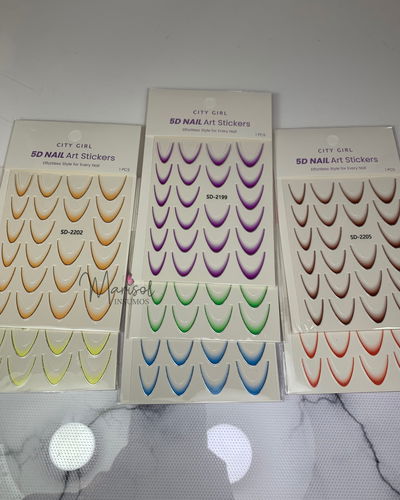 CITY GIRL
5D NAIL Art Stickers
Effortless Style for Every Nail
1 PCS
SD-2202
CITY GIRL
5D NAIL Art Stickers
Effortless Style for Every Nail
1 PCS
SD-2199
CITY GIRL
5D NAIL Art Stickers
Effortless Style for Every Nail
SD-2205
Marisol
INSUMOS